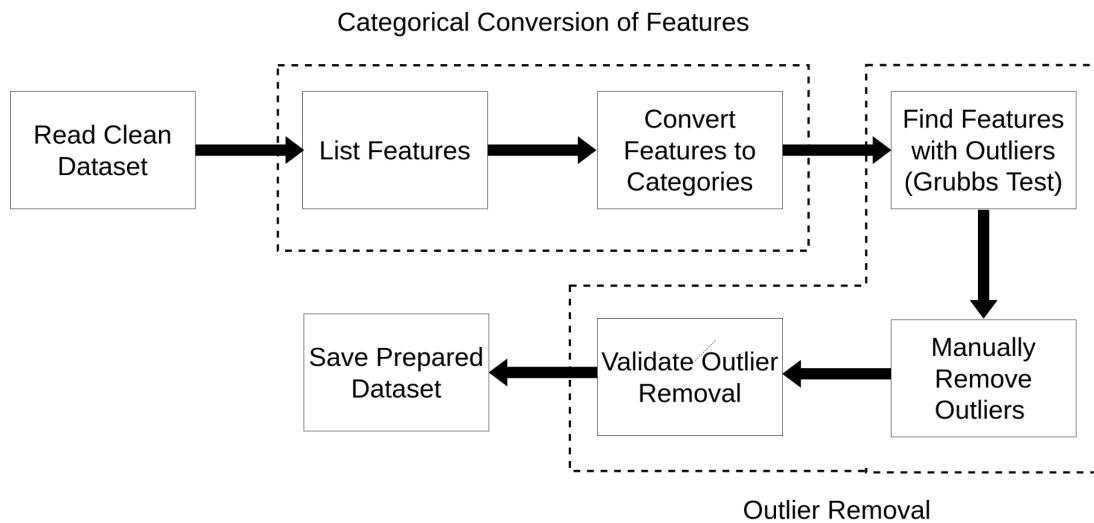 Categorical Conversion of Features
Read Clean
Dataset
List Features
Convert
Features to
Categories
Find Features
with Outliers
(Grubbs Test)
Manually
Remove
Outliers
Validate Outlier
Removal
Save Prepared
Dataset
Outlier Removal